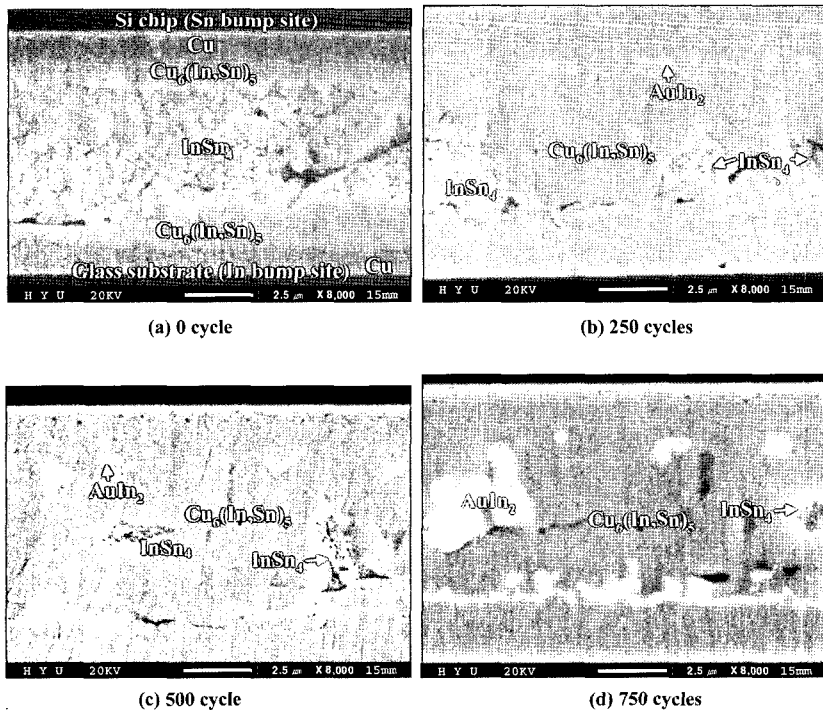 Si chip (Sn bump site)
Cu
Cu₆(In,Sn)₅
InSn₄
Cu₆(In,Sn)₅
Glass substrate (In bump site) Cu
H Y U 20KV 2.5 μm X8,000 15mm
(a) 0 cycle
AuIn₂
Cu₆(In,Sn)₅
InSn₄
InSn₄
H Y U 20KV 2.5 μm X8,000 15mm
(b) 250 cycles
AuIn₂
Cu₆(In,Sn)₅
InSn₄
InSn₄
H Y U 20KV 2.5 μm X8,000 15mm
(c) 500 cycle
AuIn₂
InSn₄
Cu₆(In,Sn)₅
H Y U 20KV 2.5 μm X8,000 15mm
(d) 750 cycles